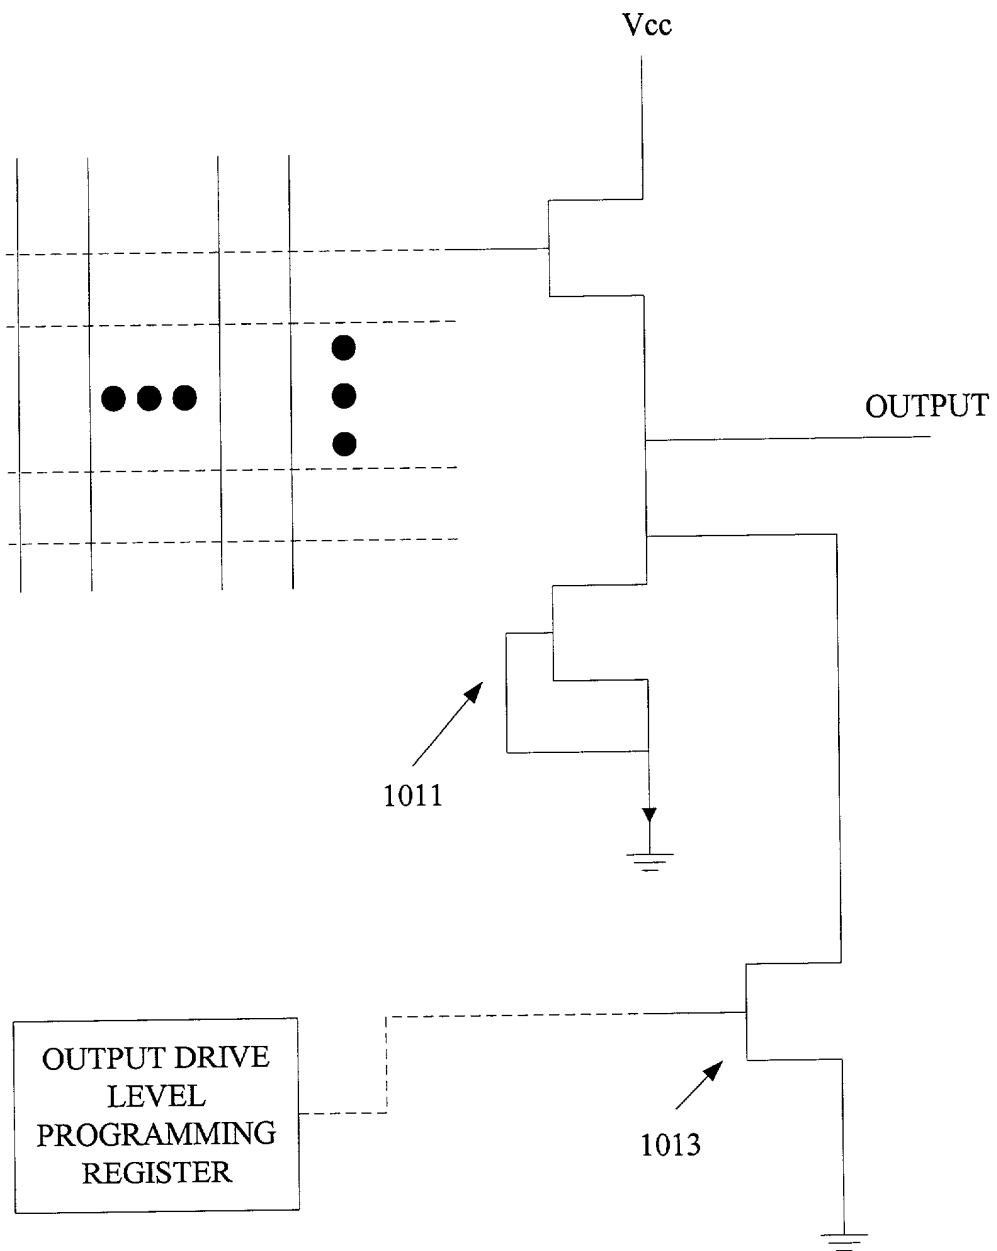 Vcc
OUTPUT
1011
OUTPUT DRIVE
LEVEL
PROGRAMMING
REGISTER
1013